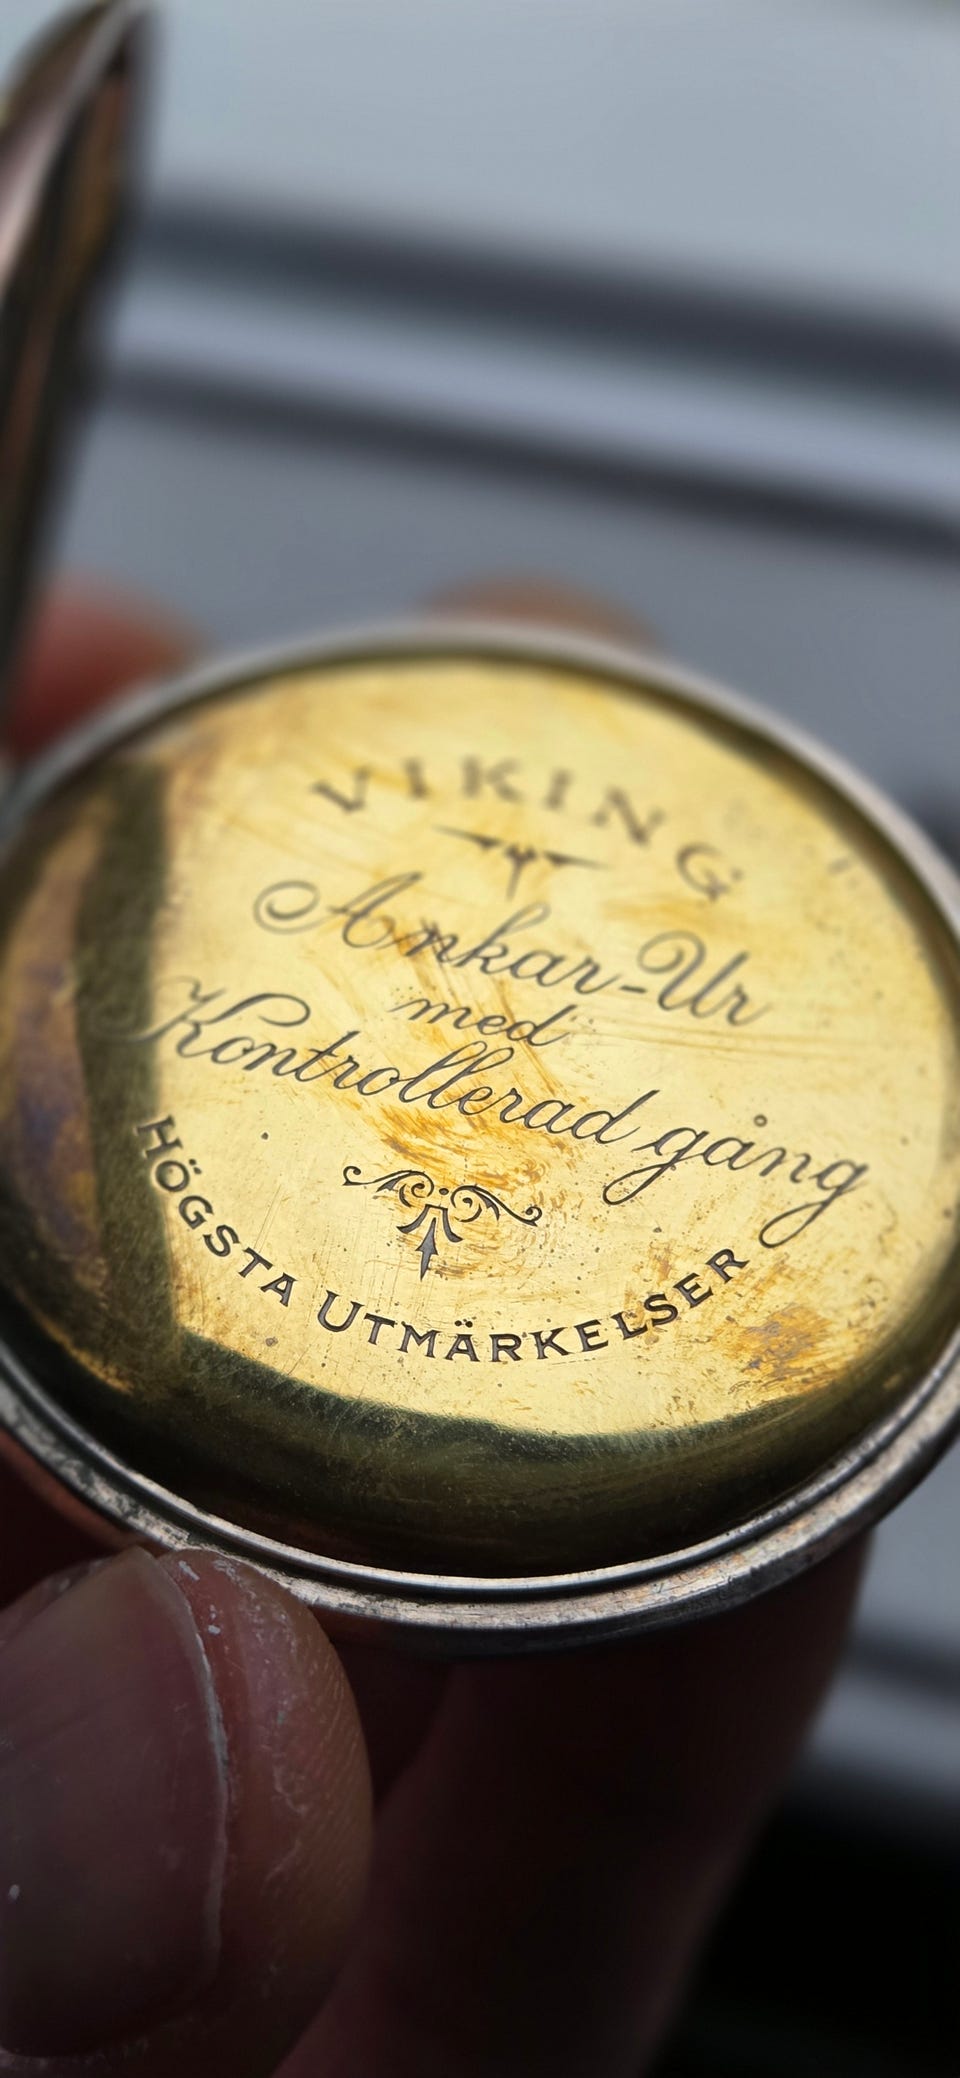 VIKING
Ankar-Ur
med
Kontrollerad gång
HÖGSTA UTMÄRKELSER